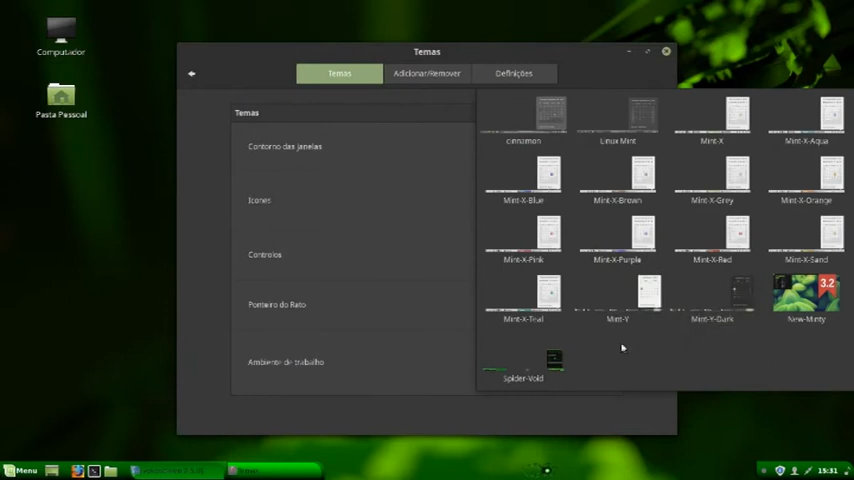 Computador
Pasta Pessoal
Temas
Temas
Adicionar/Remover
Definições
Temas
Contorno das janelas
Ícones
Controlos
Ponteiro do Rato
Ambiente de trabalho
cinnamon
Linux Mint
Mint-X
Mint-X-Aqua
Mint-X-Blue
Mint-X-Brown
Mint-X-Grey
Mint-X-Orange
Mint-X-Pink
Mint-X-Purple
Mint-X-Red
Mint-X-Sand
Mint-X-Teal
Mint-Y
Mint-Y-Dark
3.2
New-Minty
Spider-Void
Menu
Temas
15:31